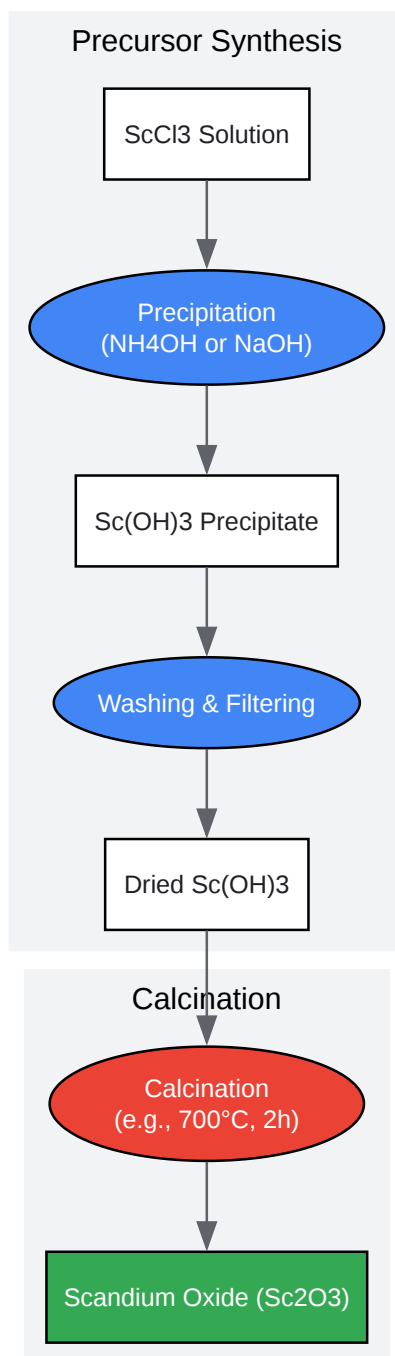 Precursor Synthesis
ScCl3 Solution
Precipitation
(NH4OH or NaOH)
Sc(OH)3 Precipitate
Washing & Filtering
Dried Sc(OH)3
Calcination
Calcination
(e.g., 700°C, 2h)
Scandium Oxide (Sc2O3)